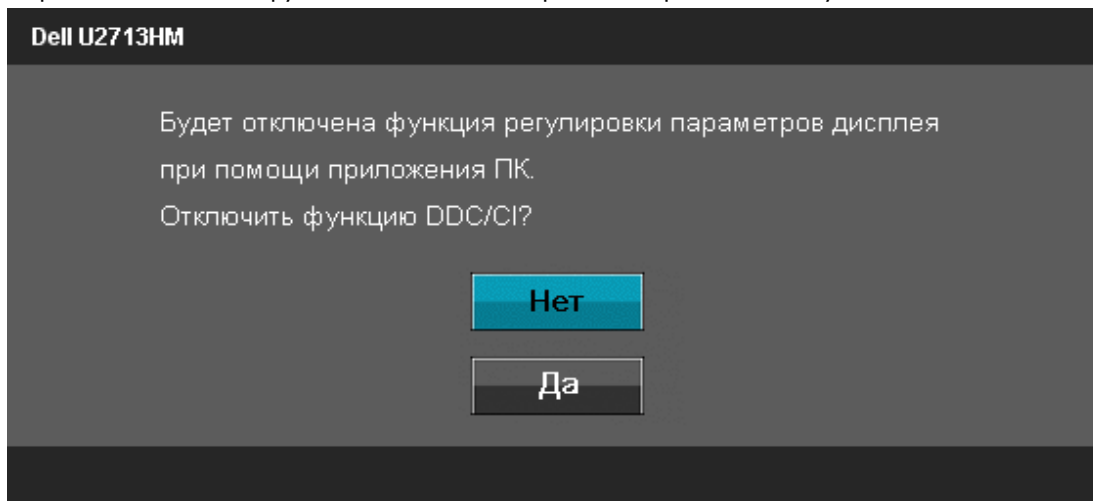 Dell U2713HM
Будет отключена функция регулировки параметров дисплея
при помощи приложения ПК.
Отключить функцию DDC/CI?
Нет
Да